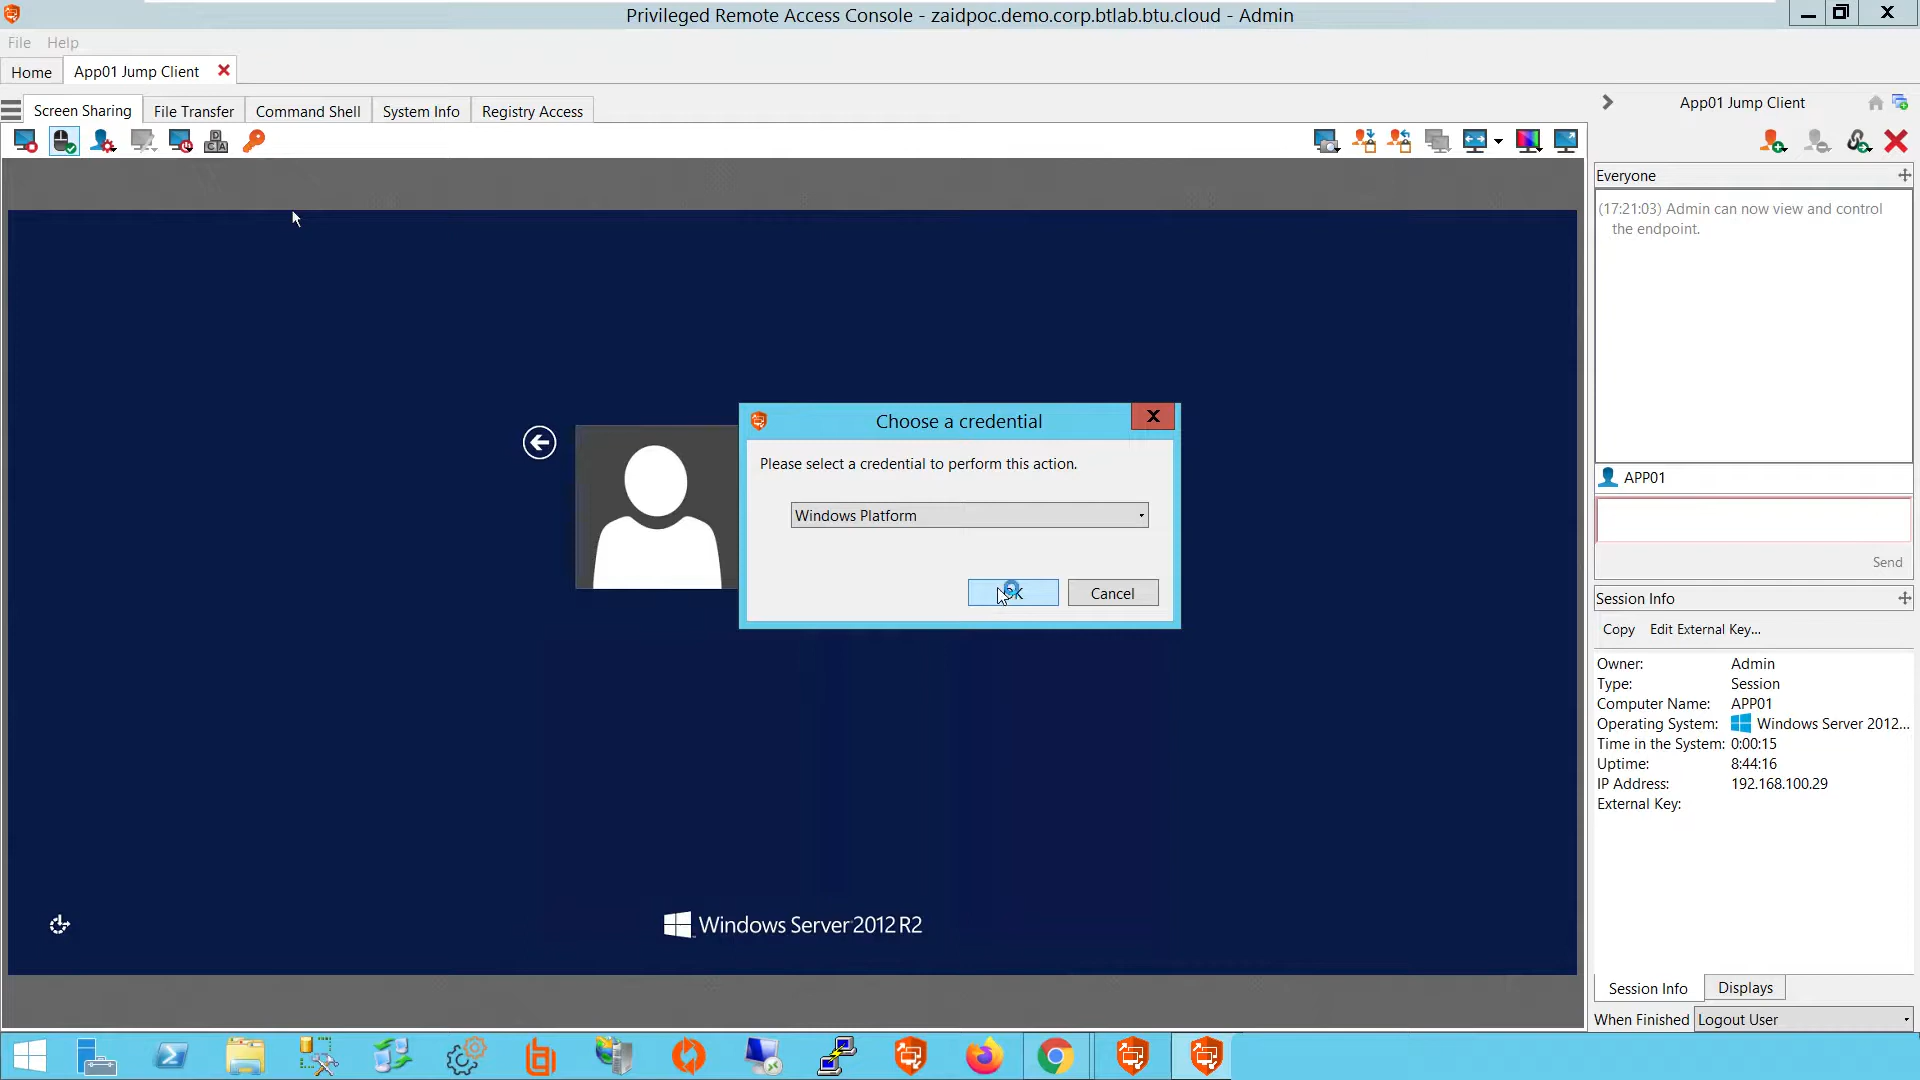 Privileged Remote Access Console - zaidpoc.demo.corp.btlab.btu.cloud - Admin
File Help
Home App01 Jump Client
Screen Sharing File Transfer Command Shell System Info Registry Access
App01 Jump Client
Everyone
(17:21:03) Admin can now view and control
the endpoint.
Choose a credential
Please select a credential to perform this action.
Windows Platform
Cancel
APP01
Send
Session Info
Copy Edit External Key...
Owner: Admin
Type: Session
Computer Name: APP01
Operating System: Windows Server 2012...
Time in the System: 0:00:15
Uptime: 8:44:16
IP Address: 192.168.100.29
External Key:
Windows Server 2012 R2
Session Info Displays
When Finished Logout User